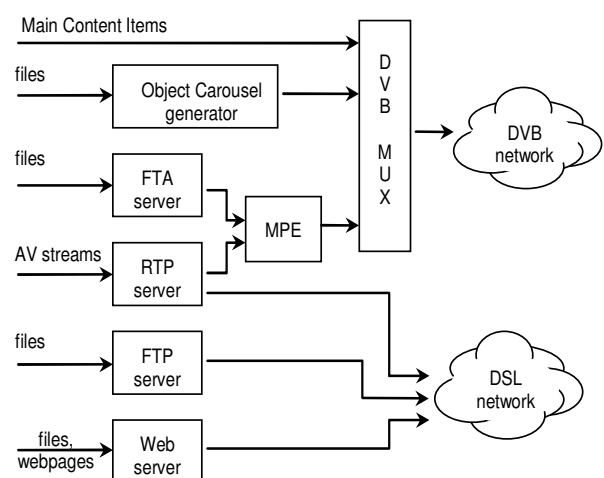 Main Content Items
files
Object Carousel
generator
D
V
B
M
U
X
DVB
network
files
FTA
server
MPE
AV streams
RTP
server
files
FTP
server
DSL
network
files,
webpages
Web
server